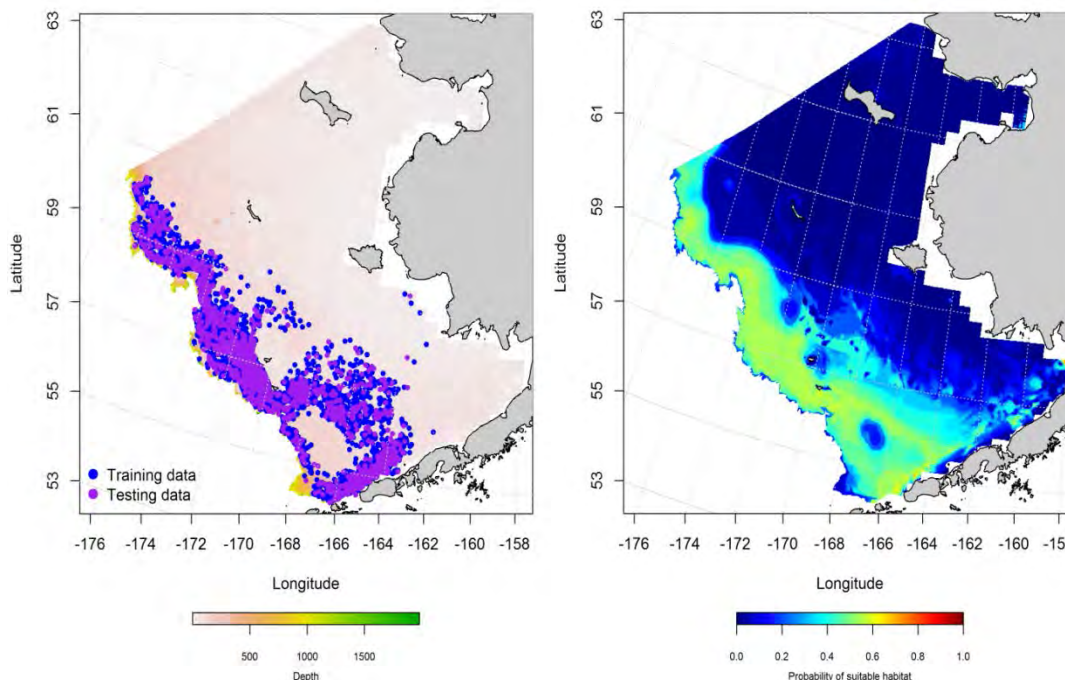 63
61
59
57
55
53
Latitude
Training data
Testing data
-176 -174 -172 -170 -168 -166 -164 -162 -160 -158
Longitude
500 1000 1500
Depth
63
61
59
57
55
53
Latitude
-176 -174 -172 -170 -168 -166 -164 -162 -160 -15
Longitude
0.0 0.2 0.4 0.6 0.8 1.0
Probability of suitable habitat